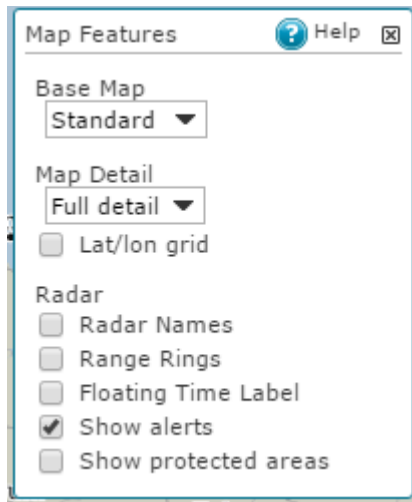 Map Features Help
Base Map
Standard
Map Detail
Full detail
Lat/lon grid
Radar
Radar Names
Range Rings
Floating Time Label
Show alerts
Show protected areas